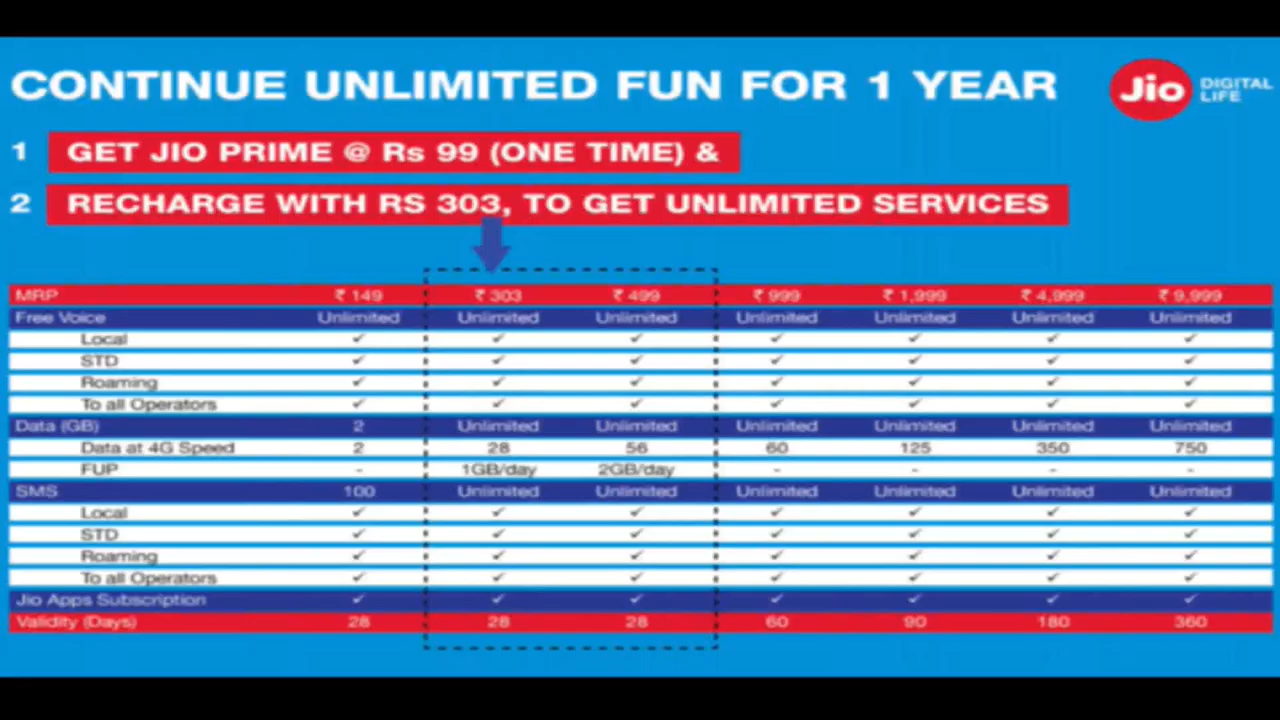 CONTINUE UNLIMITED FUN FOR 1 YEAR
Jio DIGITAL LIFE
1 GET JIO PRIME @ Rs 99 (ONE TIME) &
2 RECHARGE WITH RS 303, TO GET UNLIMITED SERVICES
MRP ₹ 149 ₹ 303 ₹ 499 ₹ 999 ₹ 1,999 ₹ 4,999 ₹ 9,999
Free Voice Unlimited Unlimited Unlimited Unlimited Unlimited Unlimited Unlimited
Local ✓ ✓ ✓ ✓ ✓ ✓ ✓
STD ✓ ✓ ✓ ✓ ✓ ✓ ✓
Roaming ✓ ✓ ✓ ✓ ✓ ✓ ✓
To all Operators ✓ ✓ ✓ ✓ ✓ ✓ ✓
Data (GB) 2 Unlimited Unlimited Unlimited Unlimited Unlimited Unlimited
Data at 4G Speed 2 28 56 60 125 350 750
FUP - 1GB/day 2GB/day - - - -
SMS 100 Unlimited Unlimited Unlimited Unlimited Unlimited Unlimited
Local ✓ ✓ ✓ ✓ ✓ ✓ ✓
STD ✓ ✓ ✓ ✓ ✓ ✓ ✓
Roaming ✓ ✓ ✓ ✓ ✓ ✓ ✓
To all Operators ✓ ✓ ✓ ✓ ✓ ✓ ✓
Jio Apps Subscription ✓ ✓ ✓ ✓ ✓ ✓ ✓
Validity (Days) 28 28 28 60 90 180 360